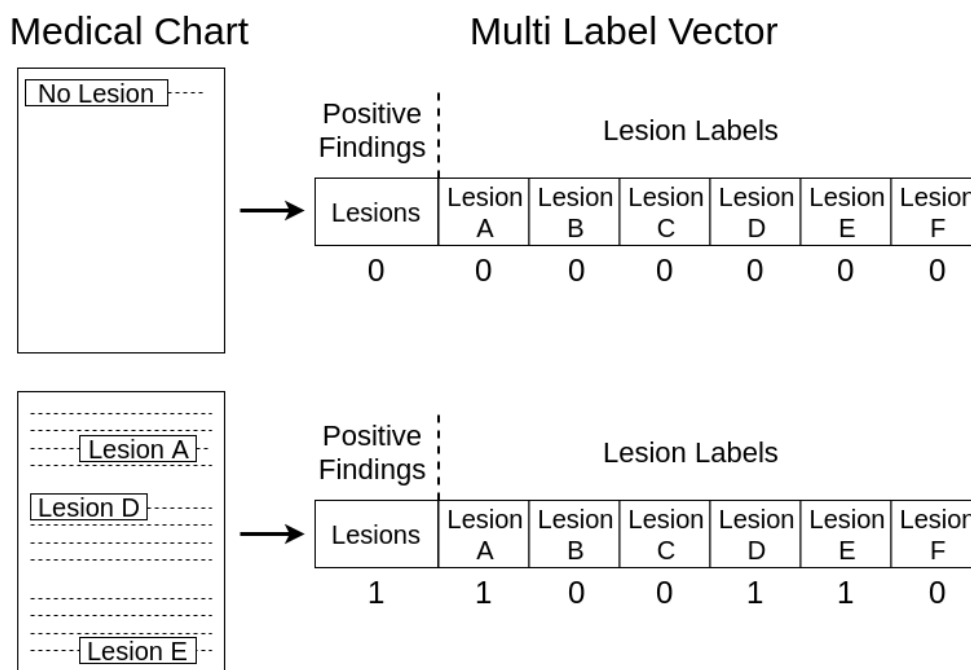 Medical Chart
Multi Label Vector
No Lesion
Positive
Findings
Lesion Labels
Lesions
Lesion
A
Lesion
B
Lesion
C
Lesion
D
Lesion
E
Lesion
F
0 0 0 0 0 0 0
Lesion A
Lesion D
Lesion E
Positive
Findings
Lesion Labels
Lesions
Lesion
A
Lesion
B
Lesion
C
Lesion
D
Lesion
E
Lesion
F
1 1 0 0 1 1 0